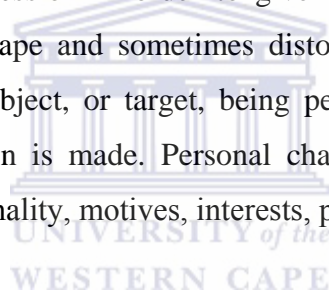 ape and sometimes disto
bject, or target, being pe
n is made. Personal cha
nality, motives, interests, p
UNIVERSITY of the
WESTERN CAPE